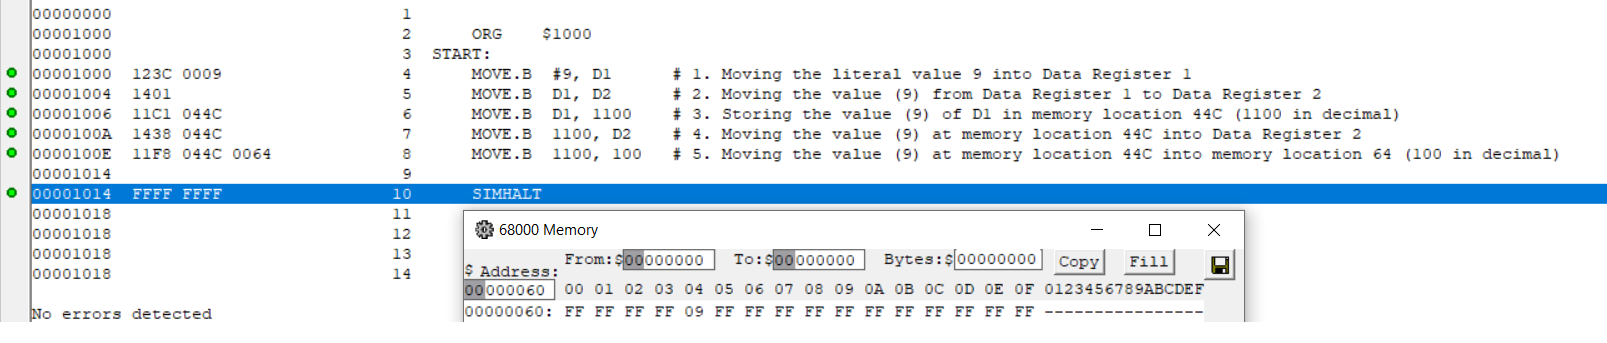 00000000 1
00001000 2 ORG $1000
00001000 3 START:
00001000 123C 0009 4 MOVE.B #9, D1 # 1. Moving the literal value 9 into Data Register 1
00001004 1401 5 MOVE.B D1, D2 # 2. Moving the value (9) from Data Register 1 to Data Register 2
00001006 11C1 044C 6 MOVE.B D1, 1100 # 3. Storing the value (9) of D1 in memory location 44C (1100 in decimal)
0000100A 1438 044C 7 MOVE.B 1100, D2 # 4. Moving the value (9) at memory location 44C into Data Register 2
0000100E 11F8 044C 0064 8 MOVE.B 1100, 100 # 5. Moving the value (9) at memory location 44C into memory location 64 (100 in decimal)
00001014 9
00001014 FFFF FFFF 10 SIMHALT
00001018 11
00001018 12
00001018 13
00001018 14
No errors detected
68000 Memory
From:$00000000 To:$00000000 Bytes:$00000000 Copy Fill
$ Address:
00000060 00 01 02 03 04 05 06 07 08 09 0A 0B 0C 0D 0E 0F 0123456789ABCDEF
00000060: FF FF FF FF 09 FF FF FF FF FF FF FF FF FF FF FF ----------------